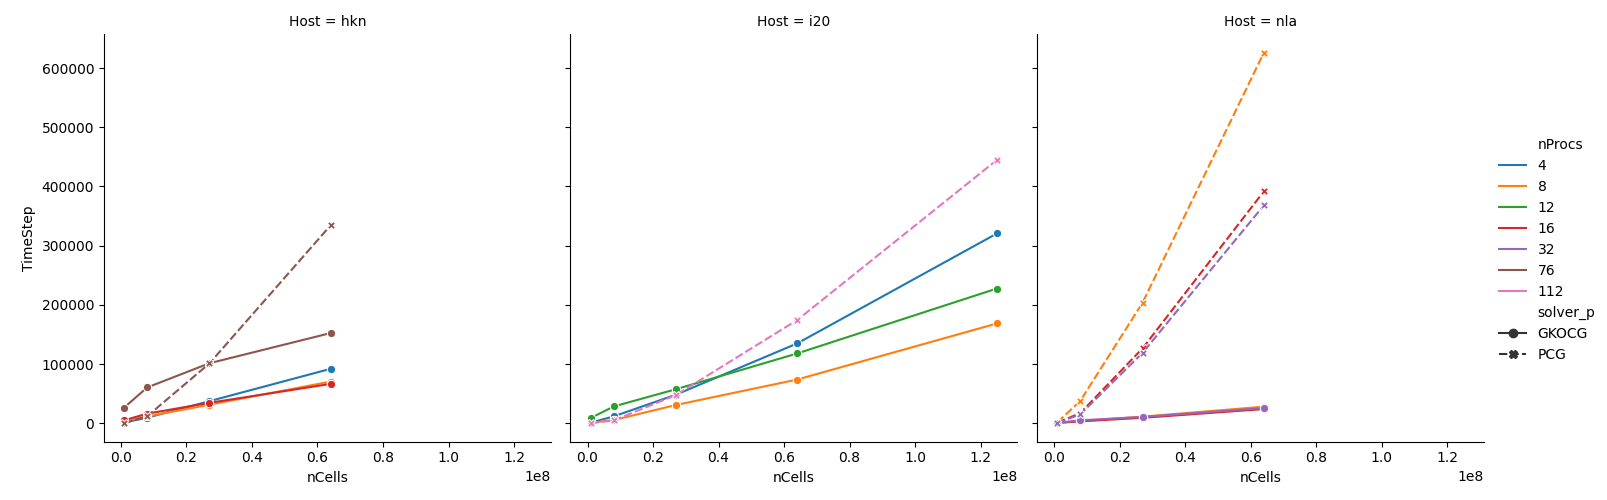 Host = hkn
Host = i20
Host = nla
TimeStep
600000
500000
400000
300000
200000
100000
0
0.0 0.2 0.4 0.6 0.8 1.0 1.2
1e8
nCells
0.0 0.2 0.4 0.6 0.8 1.0 1.2
1e8
nCells
0.0 0.2 0.4 0.6 0.8 1.0 1.2
1e8
nCells
nProcs
4
8
12
16
32
76
112
solver_p
GKOCG
PCG